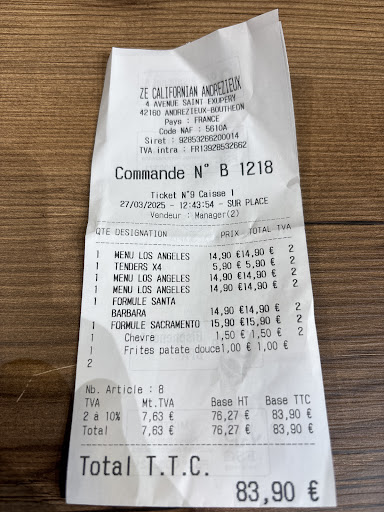 ZE CALIFORNIAN ANDREZIEUX
4 AVENUE SAINT EXUPERY
42160 ANDREZIEUX-BOUTHEON
Pays : FRANCE
Code NAF : 5610A
Siret : 92853266200014
TVA intra : FR13928532662
Commande N° B 1218
Ticket N°9 Caisse 1
27/03/2025 - 12:43:54 - SUR PLACE
Vendeur : Manager(2)
QTE DESIGNATION PRIX TOTAL TVA
1 MENU LOS ANGELES 14,90 €14,90 € 2
1 TENDERS X4 5,90 € 5,90 € 2
1 MENU LOS ANGELES 14,90 €14,90 € 2
1 MENU LOS ANGELES 14,90 €14,90 € 2
1 FORMULE SANTA
BARBARA 14,90 €14,90 € 2
1 FORMULE SACRAMENTO 15,90 €15,90 € 2
1 Chevre 1,50 € 1,50 € 2
1 Frites patate douce1,00 € 1,00 €
2
Nb. Article : 8
TVA Mt.TVA Base HT Base TTC
2 à 10% 7,63 € 76,27 € 83,90 €
Total 7,63 € 76,27 € 83,90 €
Total T.T.C.
83,90 €